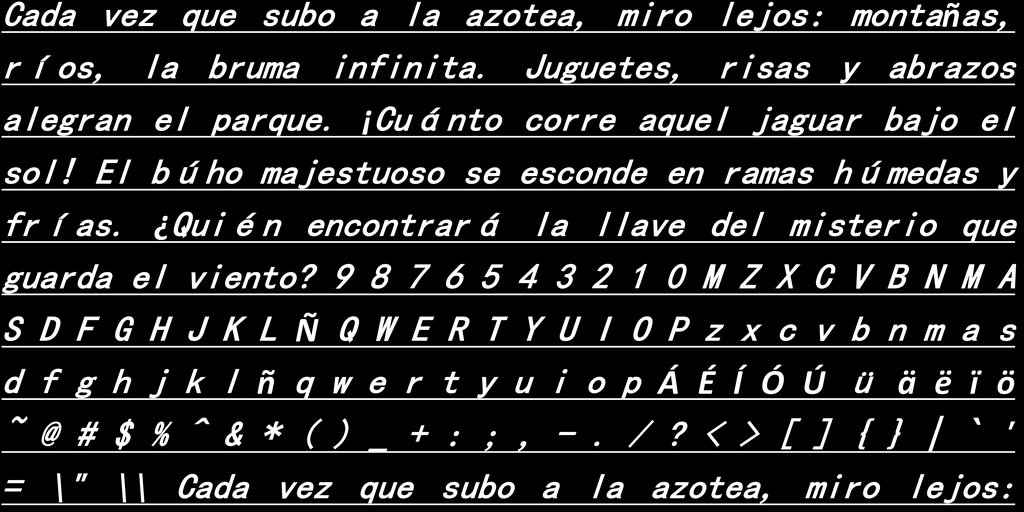 Cada vez que subo a la azotea, miro lejos: montañas,
ríos, la bruma infinita. Juguetes, risas y abrazos
alegran el parque. ¡Cuánto corre aquel jaguar bajo el
sol! El búho majestuoso se esconde en ramas húmedas y
frías. ¿Quién encontrará la llave del misterio que
guarda el viento? 9 8 7 6 5 4 3 2 1 0 M Z X C V B N M A
S D F G H J K L Ñ Q W E R T Y U I O P z x c v b n m a s
d f g h j k l ñ q w e r t y u i o p Á É Í Ó Ú ü ä ë ï ö
~ @ # $ % ^ & * ( ) _ + : ; , - . / ? < > [ ] { } | ` '
= \" \\ Cada vez que subo a la azotea, miro lejos: